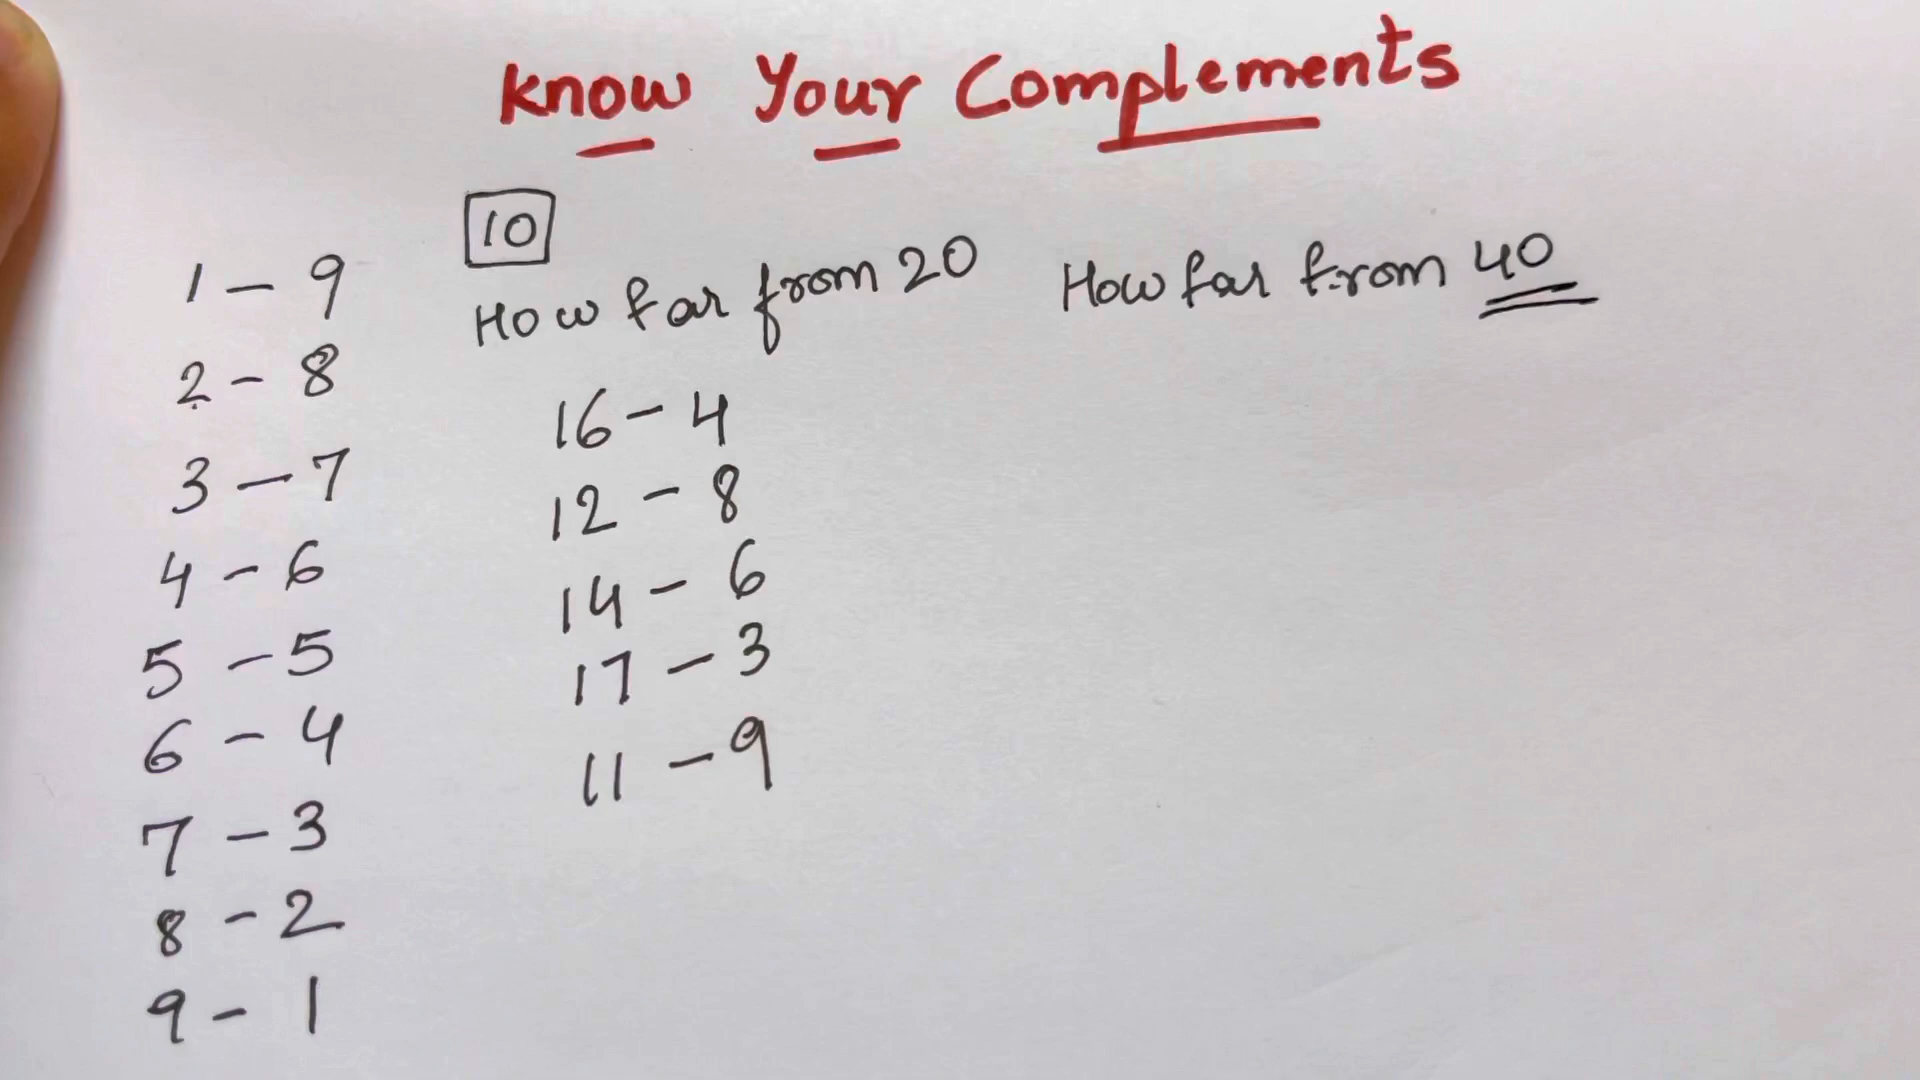 Know Your Complements
10
1 - 9
2 - 8
3 - 7
4 - 6
5 - 5
6 - 4
7 - 3
8 - 2
9 - 1
How far from 20
16 - 4
12 - 8
14 - 6
17 - 3
11 - 9
How far from 40